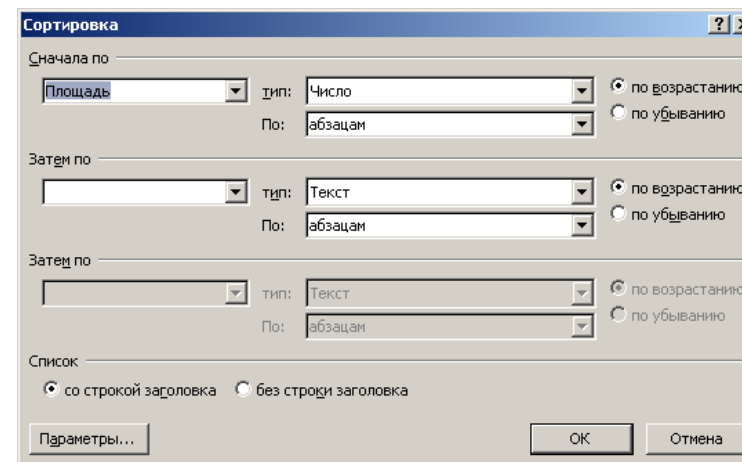 Сортировка
Сначала по
Площадь тип: Число по возрастанию
По: абзацам по убыванию
Затем по
тип: Текст по возрастанию
По: абзацам по убыванию
Затем по
тип: Текст по возрастанию
По: абзацам по убыванию
Список
со строкой заголовка без строки заголовка
Параметры... ОК Отмена